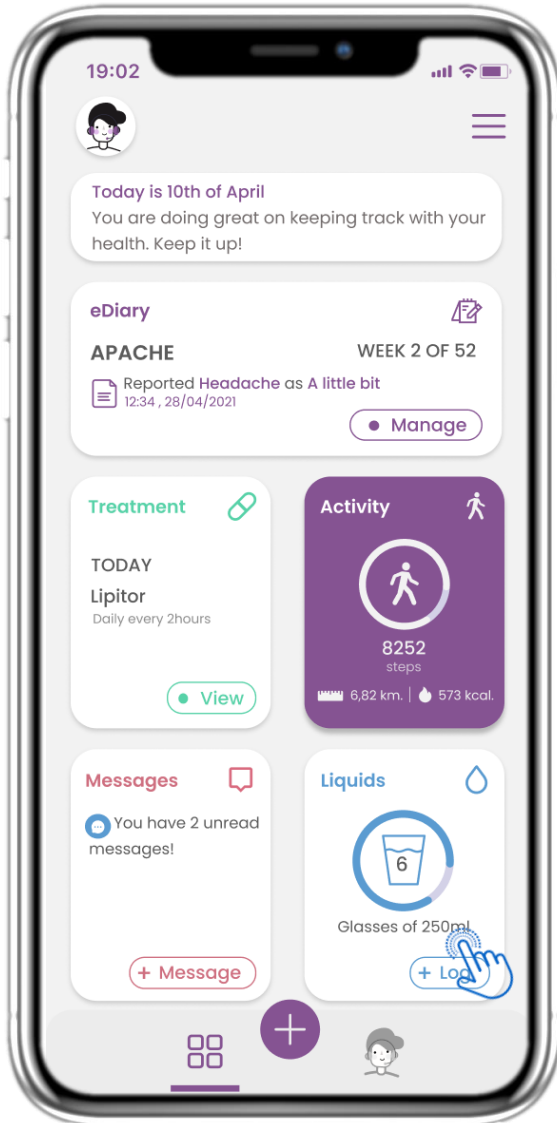 19:02
Today is 10th of April
You are doing great on keeping track with your
health. Keep it up!
eDiary
APACHE
WEEK 2 OF 52
Reported Headache as A little bit
12:34 , 28/04/2021
Manage
Treatment
TODAY
Lipitor
Daily every 2hours
View
Activity
8252
steps
6,82 km. | 573 kcal.
Messages
You have 2 unread
messages!
+ Message
Liquids
6
Glasses of 250ml
+ Log